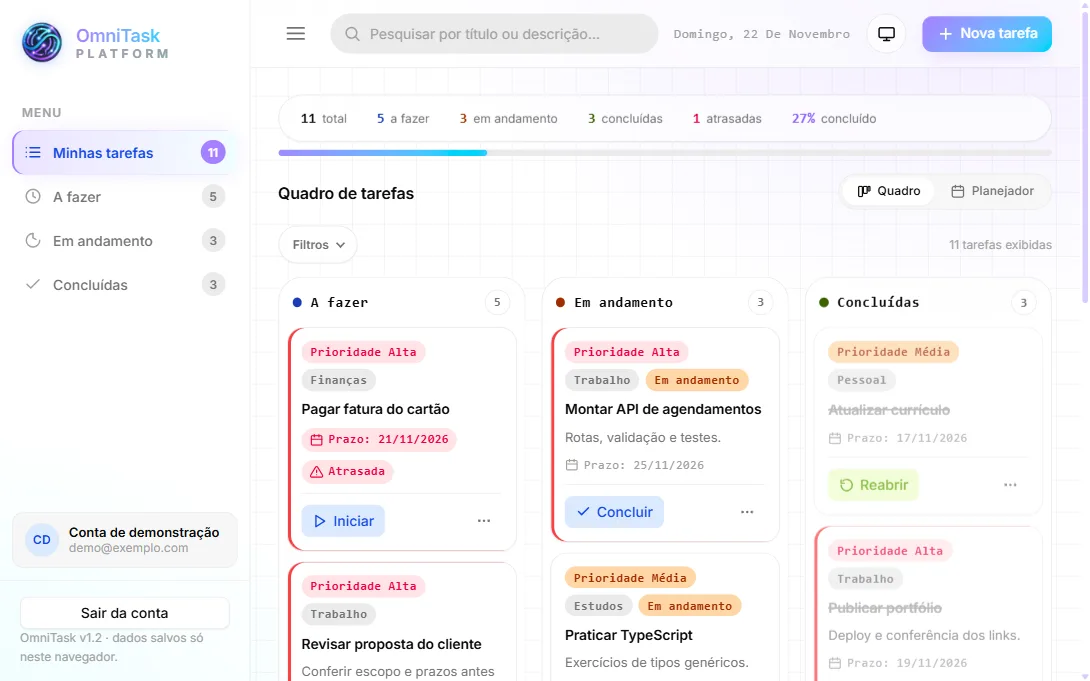 OmniTask
PLATFORM
Pesquisar por título ou descrição...
Domingo, 22 De Novembro
Nova tarefa
MENU
Minhas tarefas 11
A fazer 5
Em andamento 3
Concluídas 3
CD
Conta de demonstração
demo@exemplo.com
Sair da conta
OmniTask v1.2 · dados salvos só
neste navegador.
11 total 5 a fazer 3 em andamento 3 concluídas 1 atrasadas 27% concluído
Quadro de tarefas
Quadro
Planejador
Filtros
11 tarefas exibidas
A fazer 5
Prioridade Alta
Finanças
Pagar fatura do cartão
Prazo: 21/11/2026
Atrasada
Iniciar
Prioridade Alta
Trabalho
Revisar proposta do cliente
Conferir escopo e prazos antes
Em andamento 3
Prioridade Alta
Trabalho Em andamento
Montar API de agendamentos
Rotas, validação e testes.
Prazo: 25/11/2026
Concluir
Prioridade Média
Estudos Em andamento
Praticar TypeScript
Exercícios de tipos genéricos.
Concluídas 3
Prioridade Média
Pessoal
Atualizar currículo
Prazo: 17/11/2026
Reabrir
Prioridade Alta
Trabalho
Publicar portfólio
Deploy e conferência dos links.
Prazo: 19/11/2026